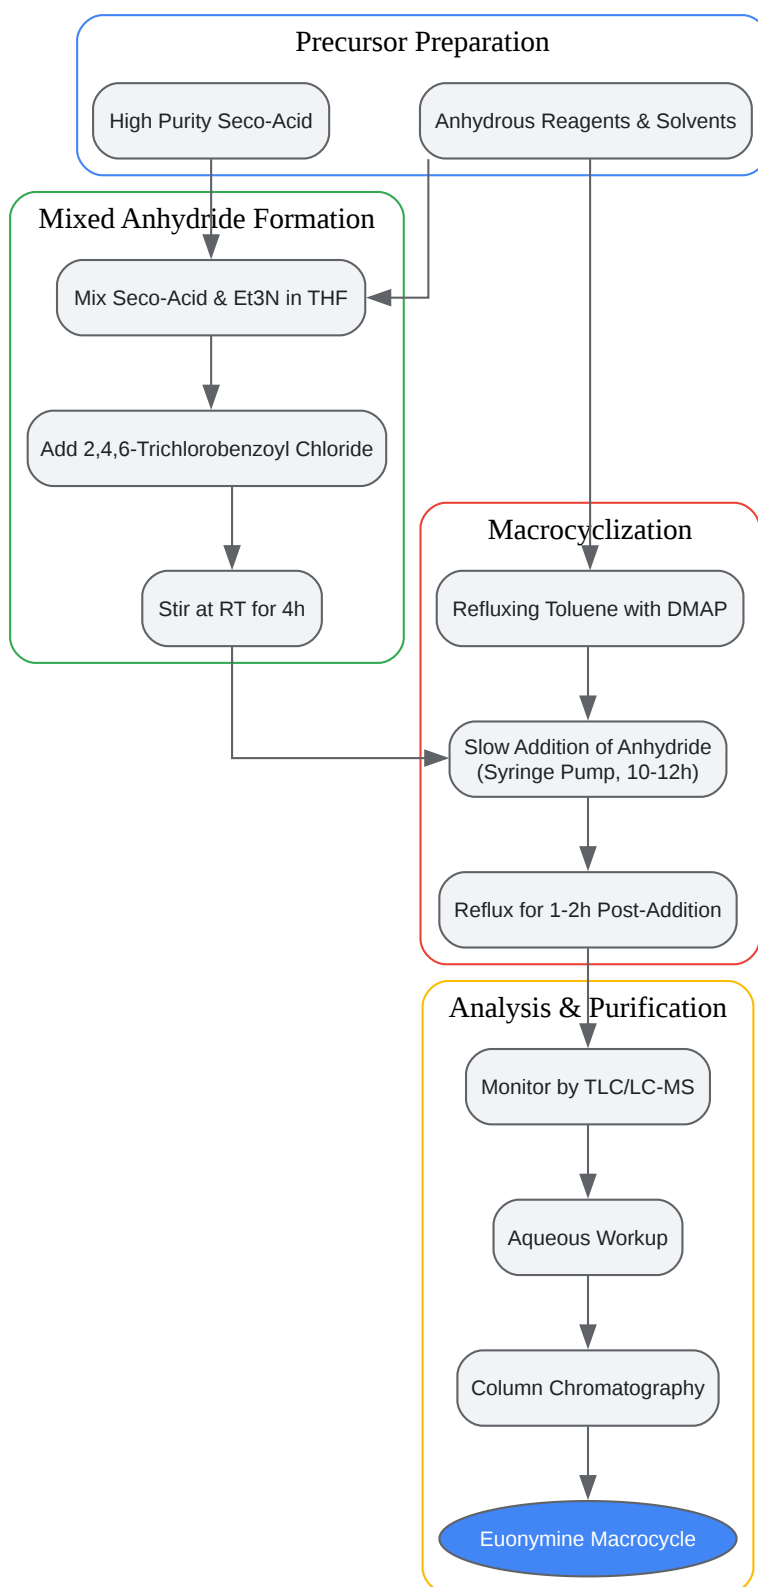 Precursor Preparation
High Purity Seco-Acid
Anhydrous Reagents & Solvents
Mixed Anhydride Formation
Mix Seco-Acid & Et3N in THF
Add 2,4,6-Trichlorobenzoyl Chloride
Stir at RT for 4h
Macrocyclization
Refluxing Toluene with DMAP
Slow Addition of Anhydride
(Syringe Pump, 10-12h)
Reflux for 1-2h Post-Addition
Analysis & Purification
Monitor by TLC/LC-MS
Aqueous Workup
Column Chromatography
Euonymine Macrocycle